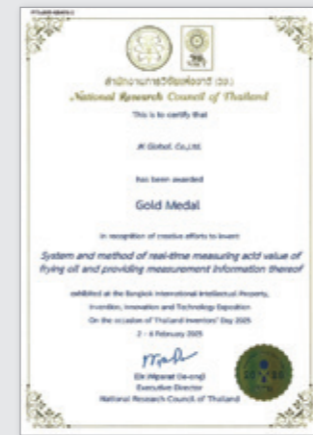 สำนักงานการวิจัยแห่งชาติ (วช.)
National Research Council of Thailand
This is to certify that
JK Global. Co.,Ltd.
has been awarded
Gold Medal
in recognition of creative efforts to invent:
System and method of real-time measuring acid value of
frying oil and providing measurement information thereof
exhibited at the Bangkok International Intellectual Property,
Invention, Innovation and Technology Exposition
On the occasion of Thailand Inventors' Day 2025
2 - 6 February 2025
Executive Director
National Research Council of Thailand